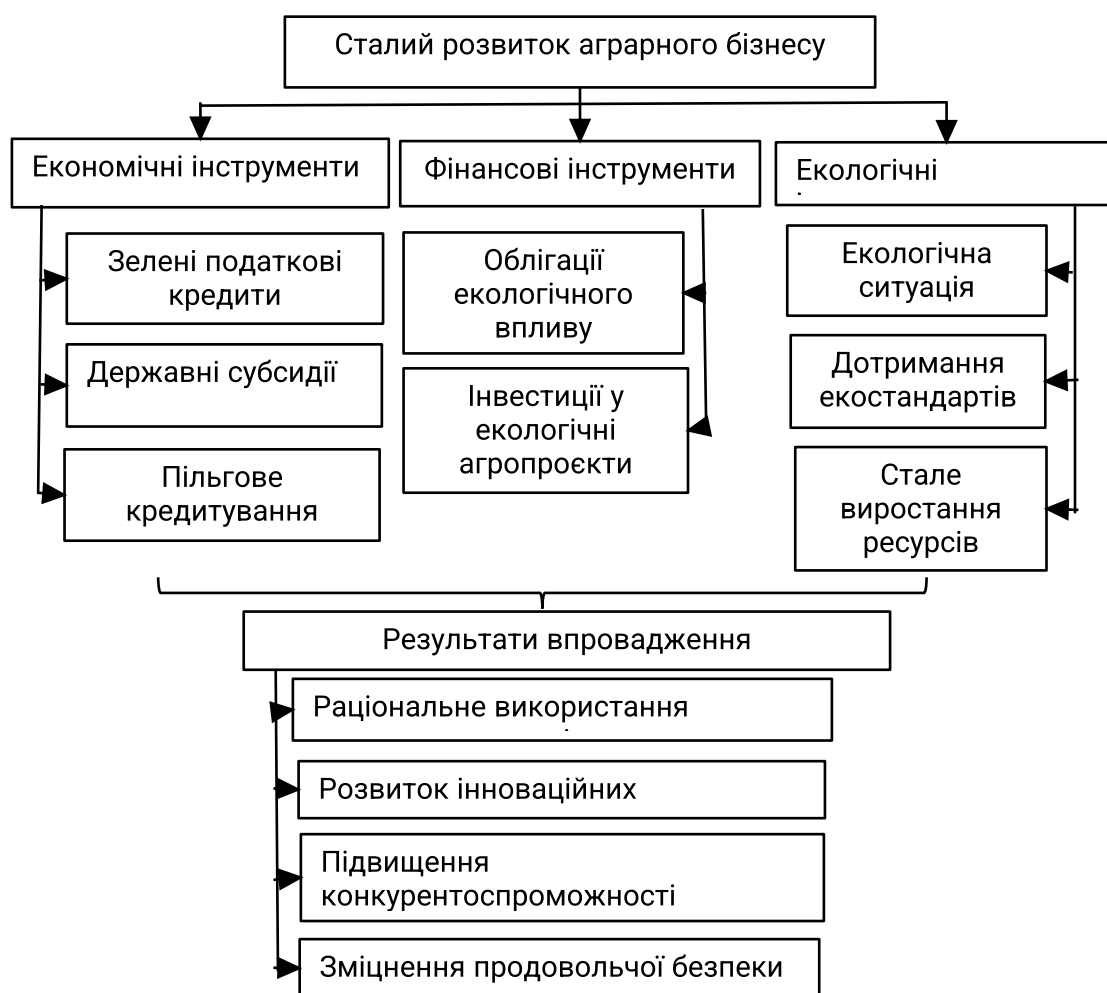 Сталий розвиток аграрного бізнесу
Економічні інструменти
Фінансові інструменти
Екологічні
Зелені податкові
кредити
Державні субсидії
Пільгове
кредитування
Облігації
екологічного
впливу
Інвестиції у
екологічні
агропроєкти
Екологічна
ситуація
Дотримання
екостандартів
Стале
виростання
ресурсів
Результати впровадження
Раціональне використання
Розвиток інноваційних
Підвищення
конкурентоспроможності
Зміцнення продовольчої безпеки